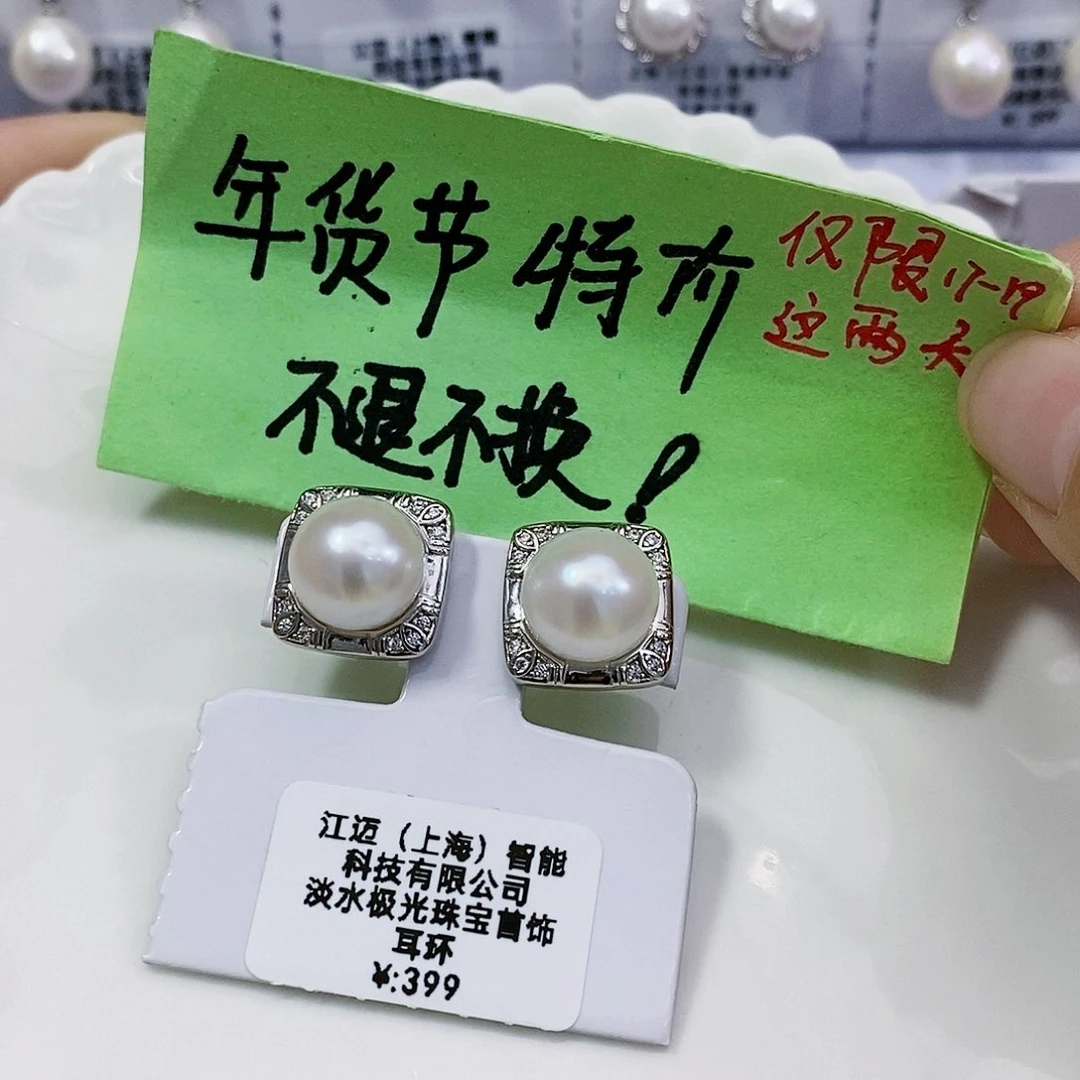 年货节 特价
仅限17-19
这两天
不退不换！
江迈（上海）智能
科技有限公司
淡水极光珠宝首饰
耳环
¥:399